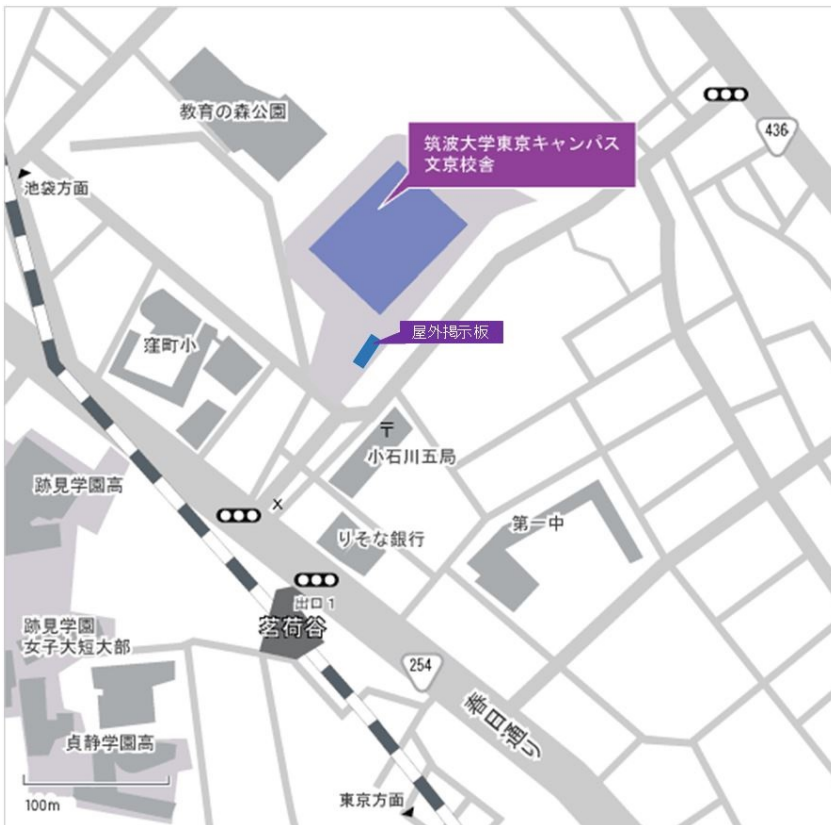 教育の森公園
筑波大学東京キャンパス
文京校舎
436
池袋方面
屋外掲示板
窪町小
〒
小石川五局
跡見学園高
X
第一中
りそな銀行
出口1
茗荷谷
跡見学園
女子大短大部
254
春日通り
貞静学園高
100m
東京方面